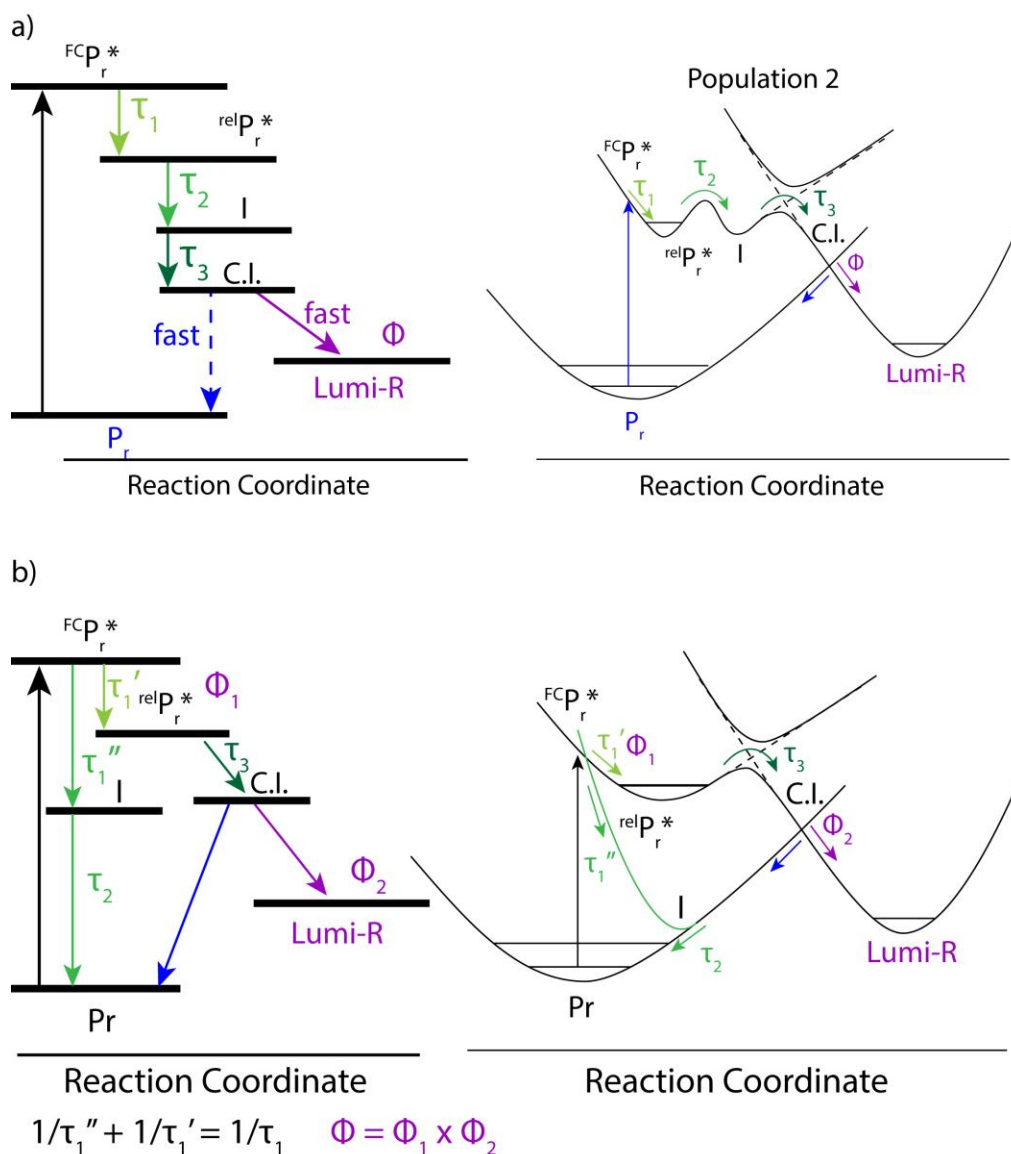 a)
FCPr*
τ1
relPr*
τ2
I
τ3
C.I.
fast
fast
Φ
Lumi-R
Pr
Reaction Coordinate
Population 2
FCPr*
τ1
τ2
relPr*
I
τ3
C.I.
Φ
Lumi-R
Pr
Reaction Coordinate
b)
FCPr*
τ1′
relPr*
Φ1
τ1″
I
τ3
C.I.
τ2
Φ2
Lumi-R
Pr
Reaction Coordinate
FCPr*
τ1′Φ1
τ3
C.I.
relPr*
τ1″
Φ2
I
τ2
Lumi-R
Pr
Reaction Coordinate
1/τ1″ + 1/τ1′ = 1/τ1 Φ = Φ1 x Φ2